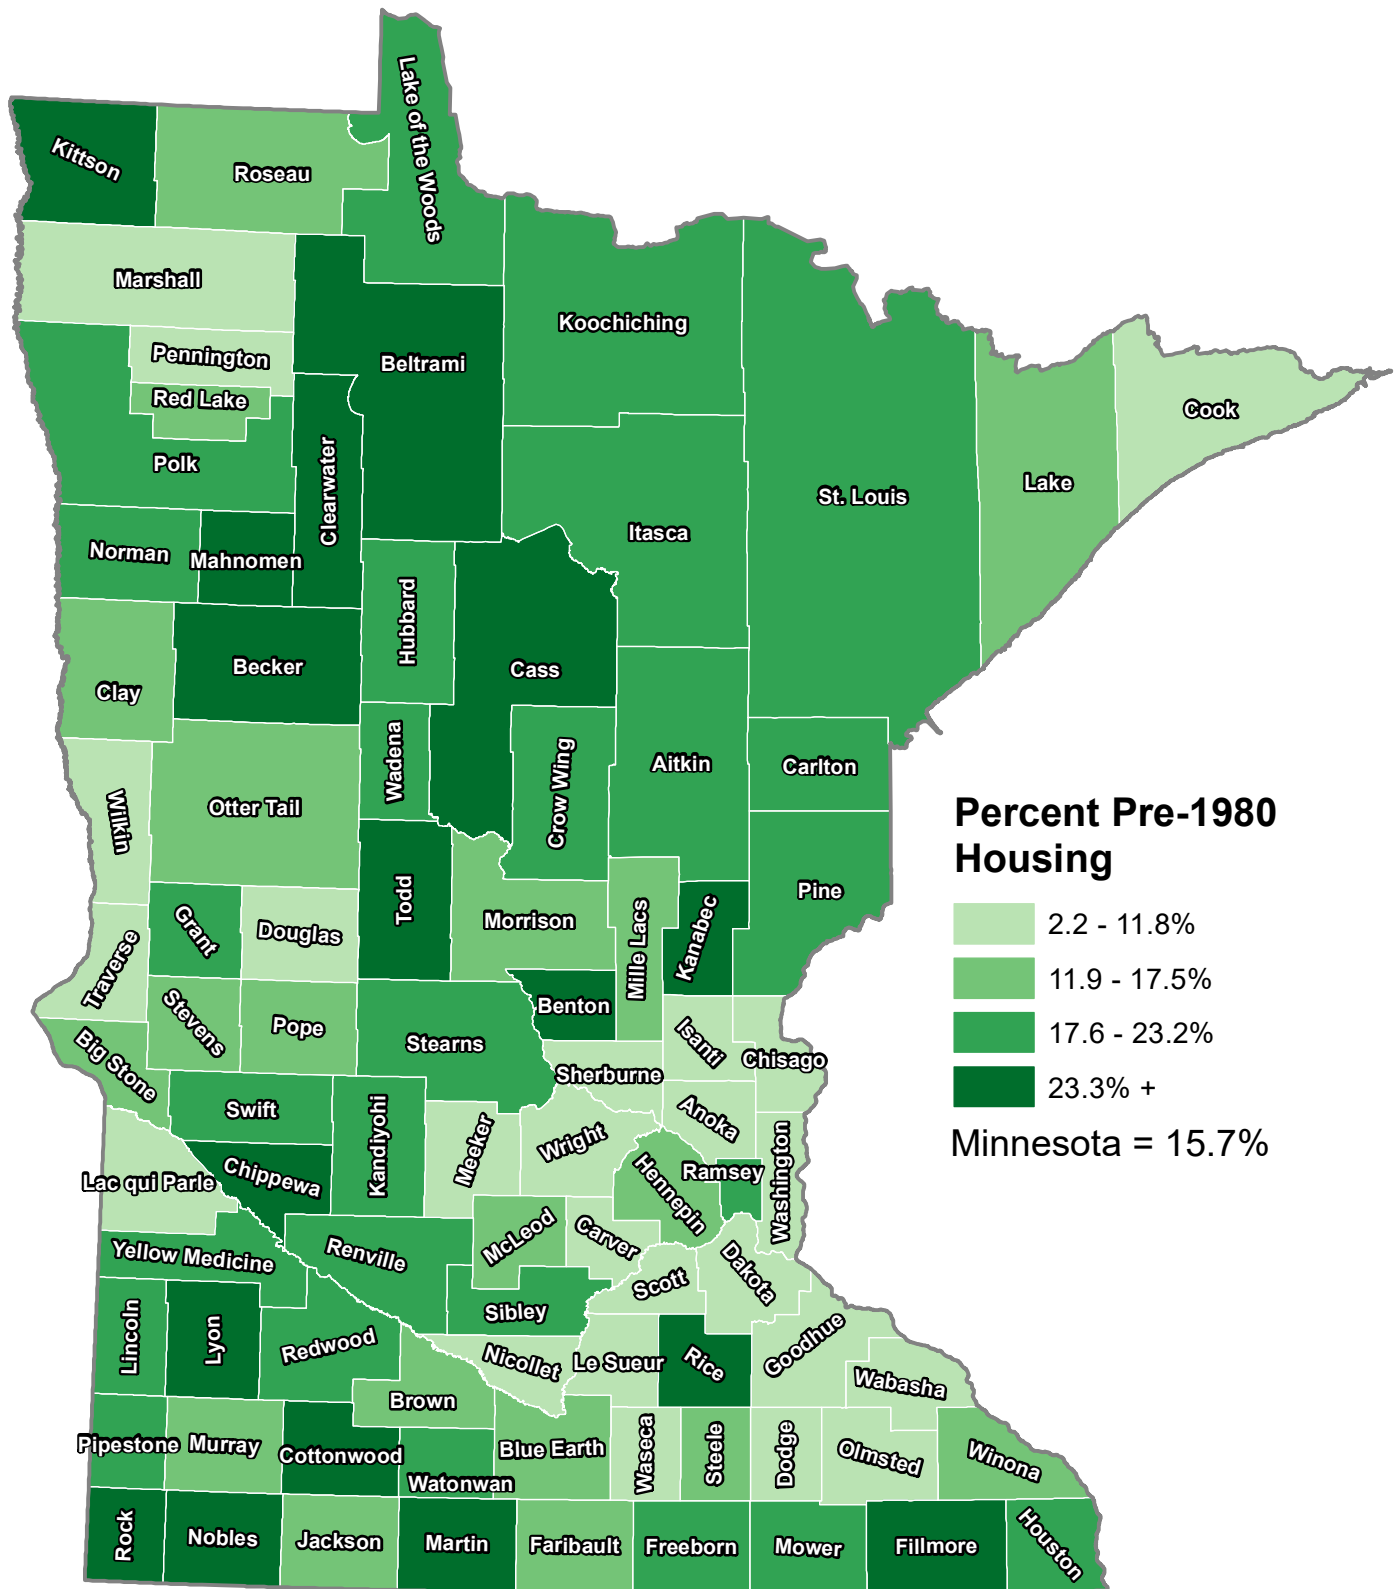 Lake of the Woods
Kittson
Roseau
Marshall
Koochiching
Pennington
Beltrami
Red Lake
Cook
Polk
Clearwater
Lake
St. Louis
Itasca
Norman
Mahnomen
Hubbard
Becker
Cass
Clay
Wadena
Aitkin
Carlton
Crow Wing
Otter Tail
Wilkin
Percent Pre-1980
Housing
2.2 - 11.8%
11.9 - 17.5%
17.6 - 23.2%
23.3% +
Minnesota = 15.7%
Pine
Todd
Morrison
Grant
Douglas
Mille Lacs
Kanabec
Traverse
Benton
Stevens
Pope
Stearns
Isanti
Chisago
Big Stone
Sherburne
Swift
Anoka
Kandiyohi
Meeker
Wright
Washington
Ramsey
Hennepin
Lac qui Parle
Chippewa
McLeod
Carver
Yellow Medicine
Renville
Dakota
Scott
Sibley
Lincoln
Lyon
Redwood
Nicollet
Le Sueur
Rice
Goodhue
Wabasha
Brown
Pipestone
Murray
Cottonwood
Watonwan
Blue Earth
Waseca
Steele
Dodge
Olmsted
Winona
Rock
Nobles
Jackson
Martin
Faribault
Freeborn
Mower
Fillmore
Houston